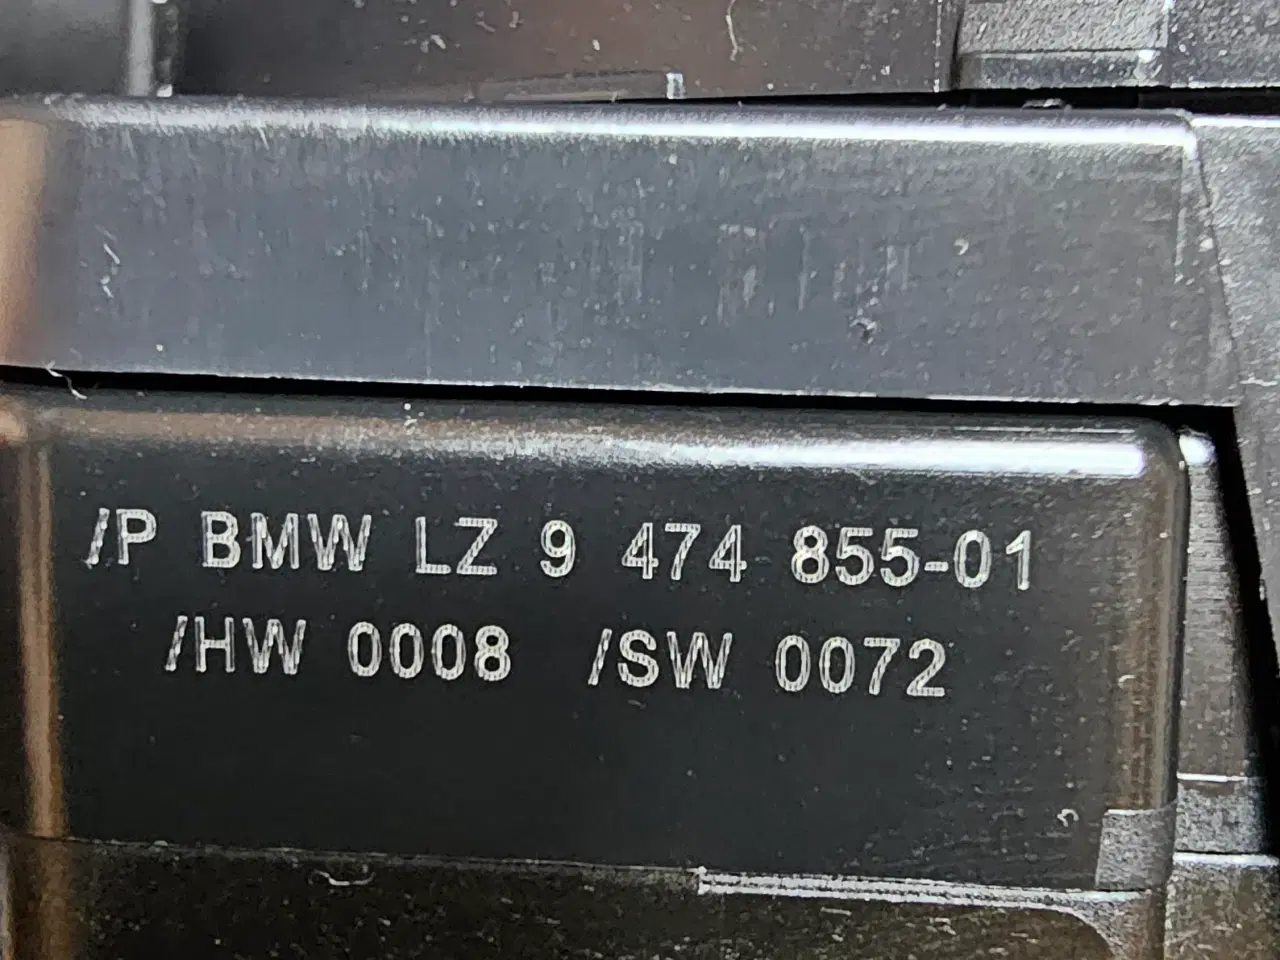 /P BMW LZ 9 474 855-01
/HW 0008 /SW 0072